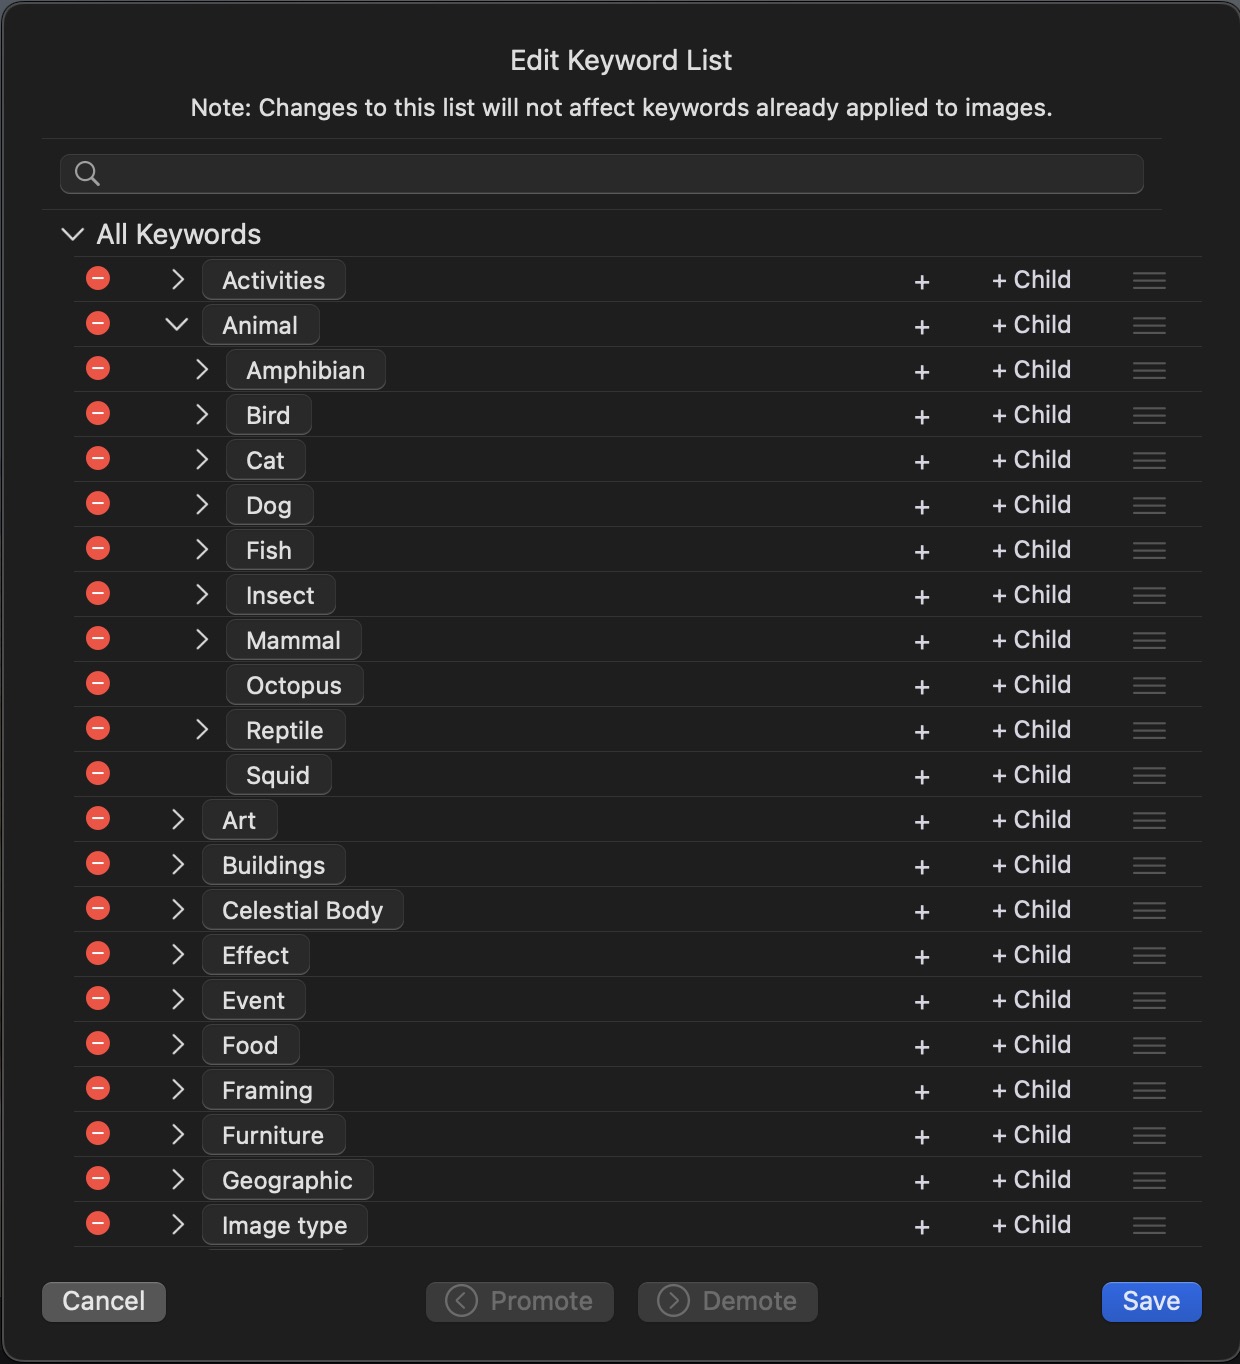 Edit Keyword List
Note: Changes to this list will not affect keywords already applied to images.
All Keywords
Activities + + Child
Animal + + Child
Amphibian + + Child
Bird + + Child
Cat + + Child
Dog + + Child
Fish + + Child
Insect + + Child
Mammal + + Child
Octopus + + Child
Reptile + + Child
Squid + + Child
Art + + Child
Buildings + + Child
Celestial Body + + Child
Effect + + Child
Event + + Child
Food + + Child
Framing + + Child
Furniture + + Child
Geographic + + Child
Image type + + Child
Cancel Promote Demote Save